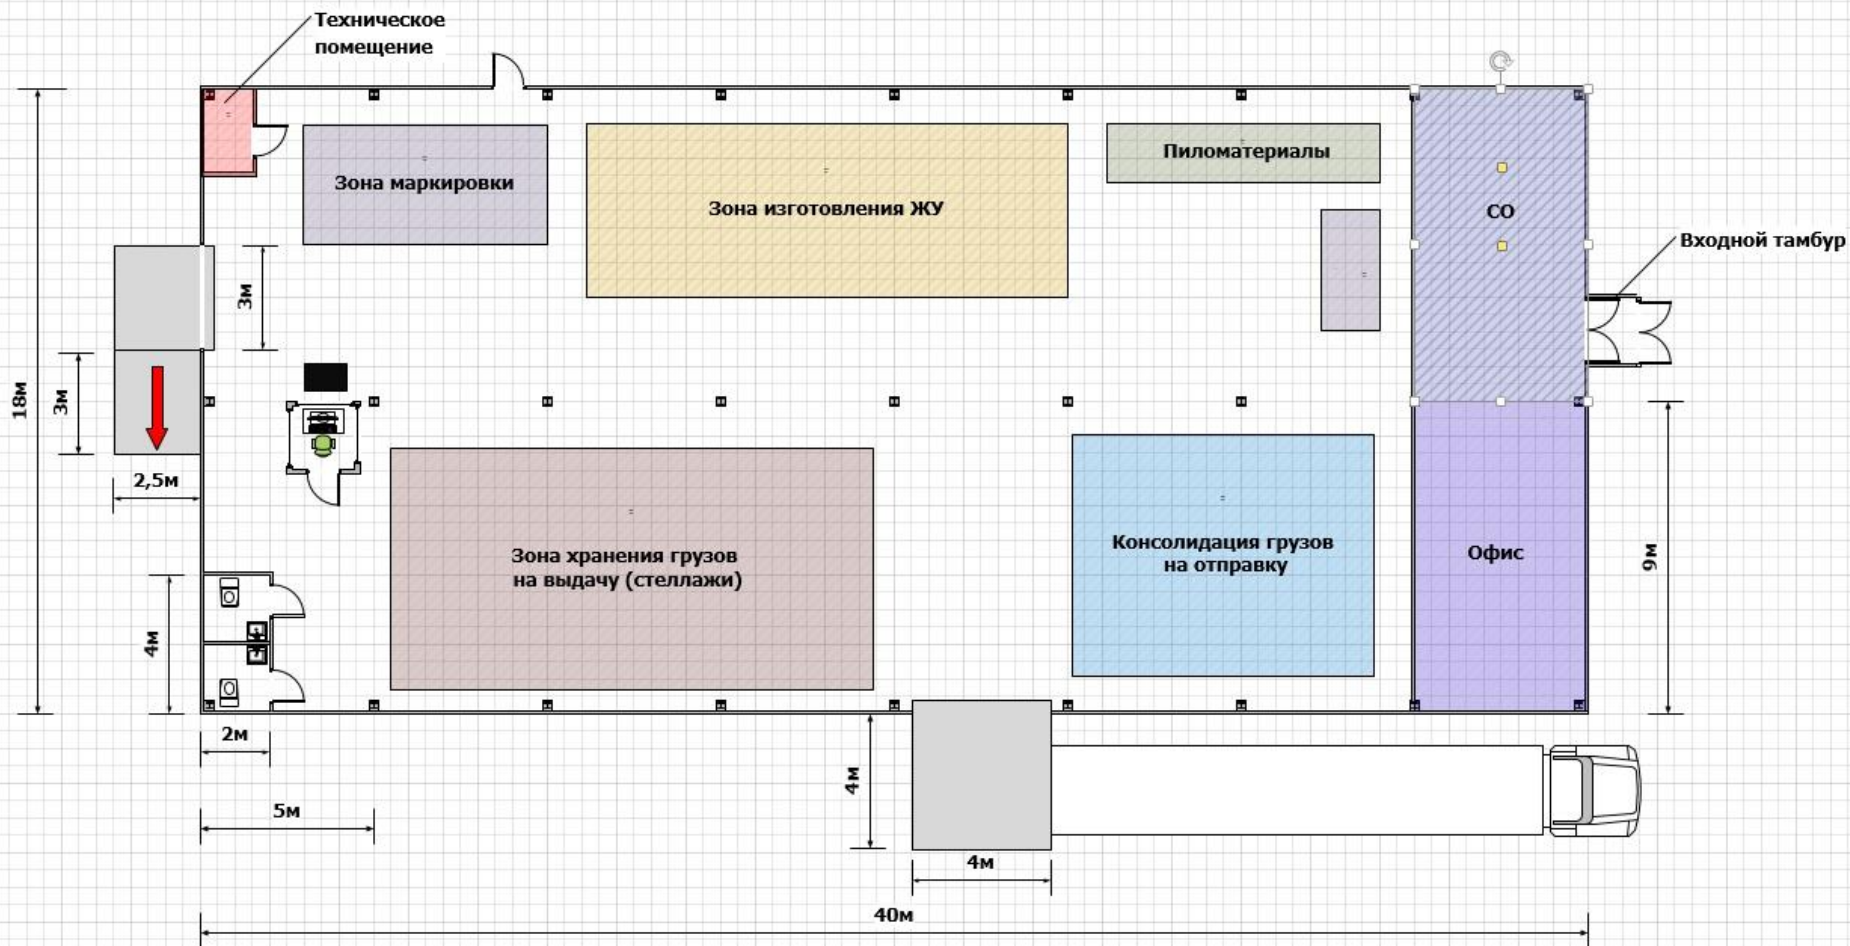 Техническое
помещение
Зона маркировки
Зона изготовления ЖУ
Пиломатериалы
СО
Входной тамбур
3м
18м
3м
2,5м
Зона хранения грузов
на выдачу (стеллажи)
Консолидация грузов
на отправку
Офис
9м
4м
2м
4м
5м
4м
40м